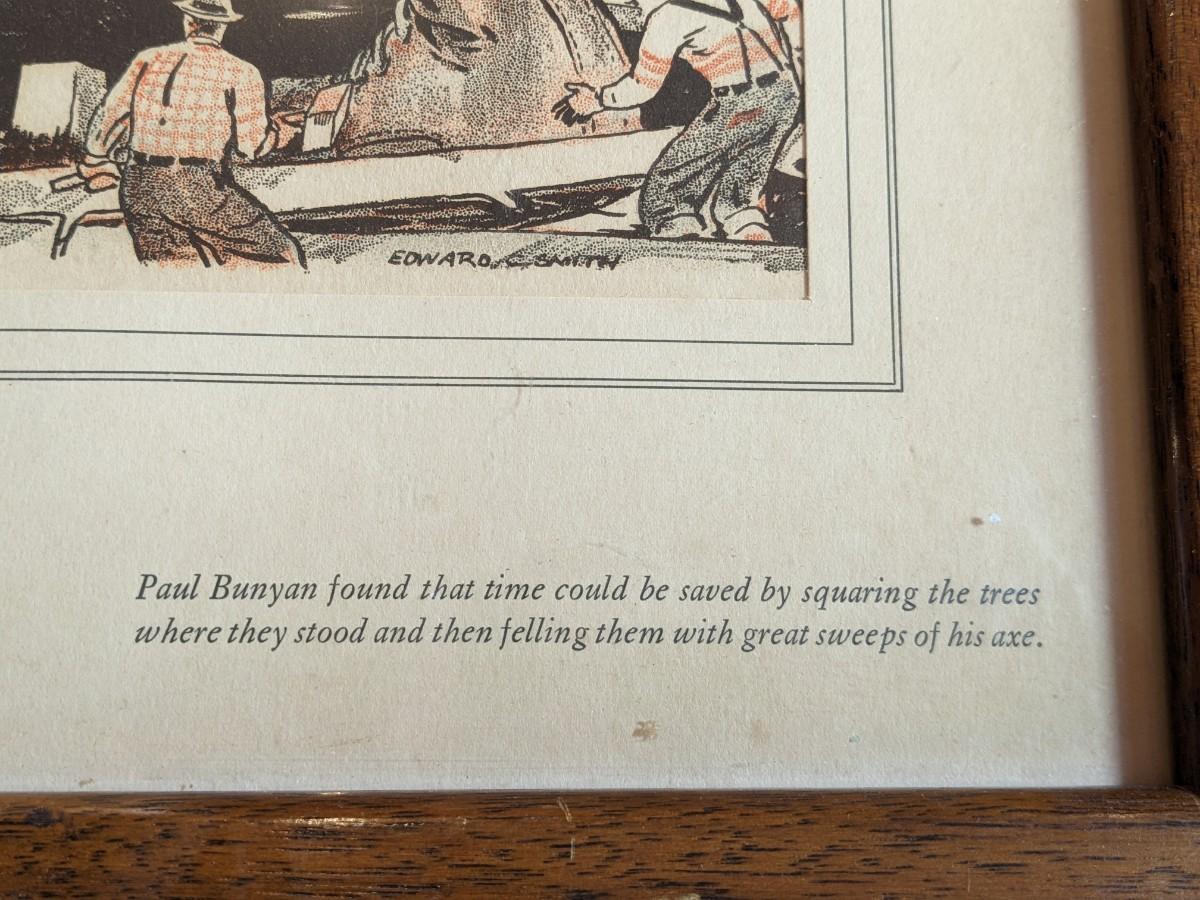 EDWARD C. SMITH
Paul Bunyan found that time could be saved by squaring the trees
where they stood and then felling them with great sweeps of his axe.